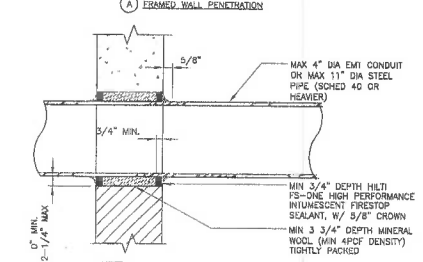 A FRAMED WALL PENETRATION
5/8"
MAX 4" DIA EMT CONDUIT
OR MAX 11" DIA STEEL
PIPE (SCHED 40 OR
HEAVIER)
3/4" MIN.
MIN 3/4" DEPTH HILTI
FS-ONE HIGH PERFORMANCE
INTUMESCENT FIRESTOP
SEALANT, W/ 5/8" CROWN
MIN 3 3/4" DEPTH MINERAL
WOOL (MIN 4PCF DENSITY)
TIGHTLY PACKED
0" MIN.
2-1/4" MAX